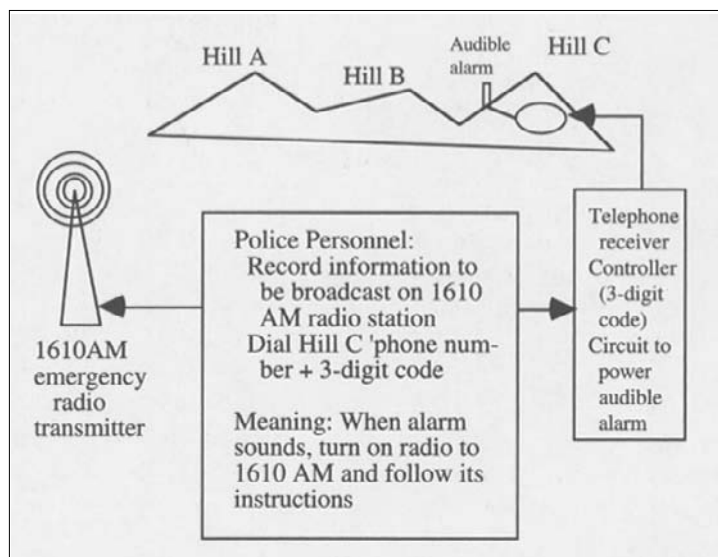 Hill A
Hill B
Audible
alarm
Hill C
1610AM
emergency
radio
transmitter
Police Personnel:
Record information to
be broadcast on 1610
AM radio station
Dial Hill C 'phone num-
ber + 3-digit code
Meaning: When alarm
sounds, turn on radio to
1610 AM and follow its
instructions
Telephone
receiver
Controller
(3-digit
code)
Circuit to
power
audible
alarm